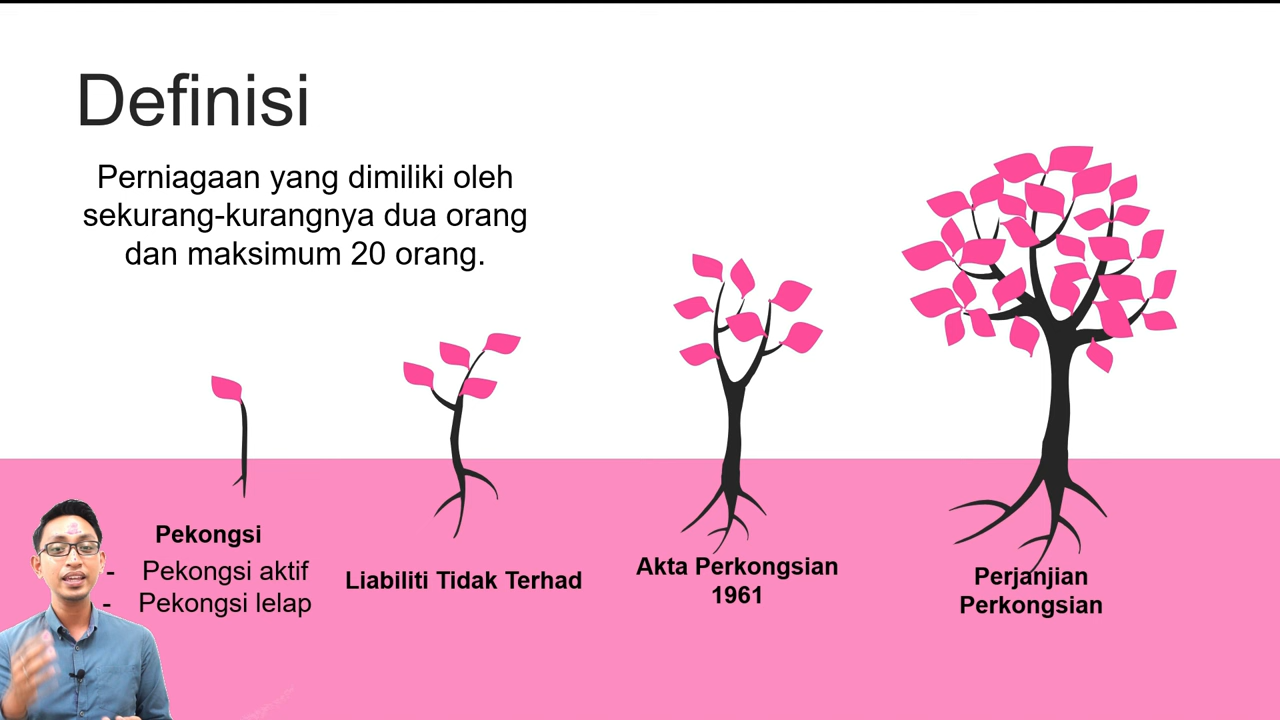 Definisi
Perniagaan yang dimiliki oleh
sekurang-kurangnya dua orang
dan maksimum 20 orang.
Pekongsi
- Pekongsi aktif
- Pekongsi lelap
Liabiliti Tidak Terhad
Akta Perkongsian
1961
Perjanjian
Perkongsian